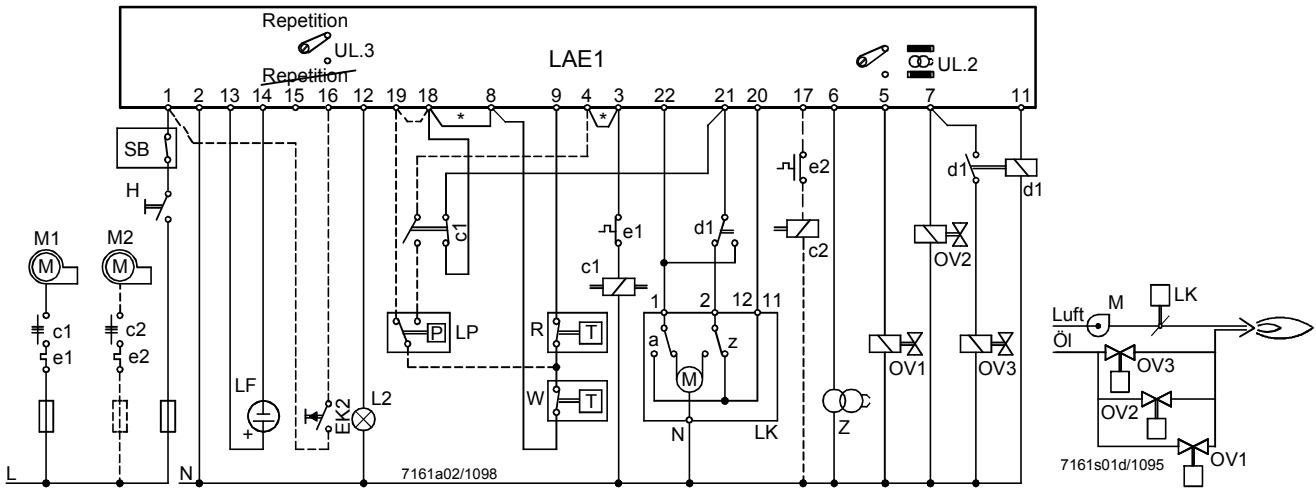 Repetition
UL.3
Repetition
LAE1
UL.2
1 2 13 14 15 16 12 19 18 8 9 4 3 22 21 20 17 6 5 7 11
* *
SB
H
M1 M2
M M
c1 c2
e1 e2
LF
+
EK2
L2
c1
P LP
R T
W T
e1
c1
d1
1 2 12 11
a z
M
N LK
e2
c2
Z
OV1
OV2
d1 d1
OV3
L N
7161a02/1098
LK
M
Luft
Öl
OV3
OV2
OV1
7161s01d/1095